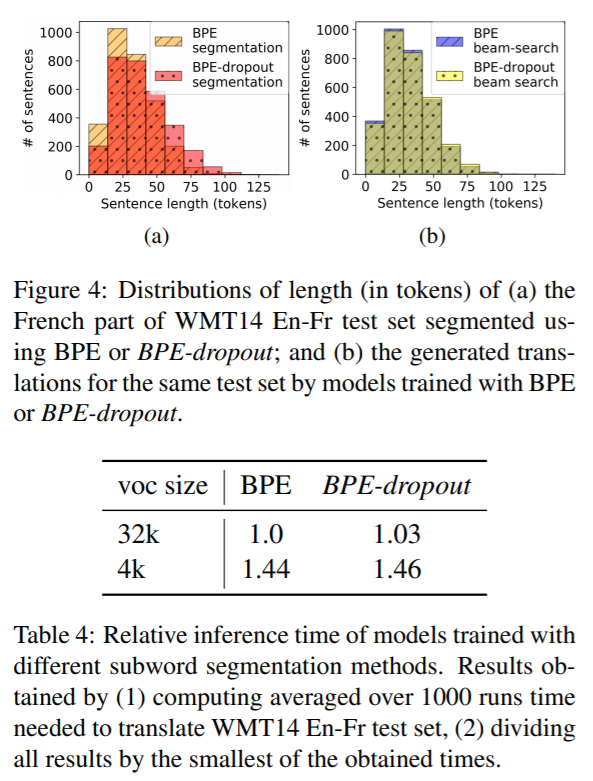 1000
800
600
400
200
0
# of sentences
BPE
segmentation
BPE-dropout
segmentation
0 25 50 75 100 125
Sentence length (tokens)
(a)
1000
800
600
400
200
0
# of sentences
BPE
beam-search
BPE-dropout
beam search
0 25 50 75 100 125
Sentence length (tokens)
(b)
Figure 4: Distributions of length (in tokens) of (a) the
French part of WMT14 En-Fr test set segmented us-
ing BPE or BPE-dropout; and (b) the generated trans-
lations for the same test set by models trained with BPE
or BPE-dropout.
voc size BPE BPE-dropout
32k 1.0 1.03
4k 1.44 1.46
Table 4: Relative inference time of models trained with
different subword segmentation methods. Results ob-
tained by (1) computing averaged over 1000 runs time
needed to translate WMT14 En-Fr test set, (2) dividing
all results by the smallest of the obtained times.